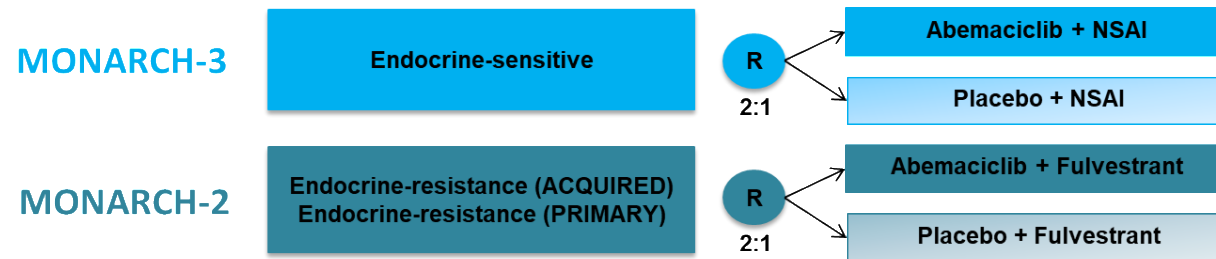 MONARCH-3
Endocrine-sensitive
R
2:1
Abemaciclib + NSAI
Placebo + NSAI
MONARCH-2
Endocrine-resistance (ACQUIRED)
Endocrine-resistance (PRIMARY)
R
2:1
Abemaciclib + Fulvestrant
Placebo + Fulvestrant